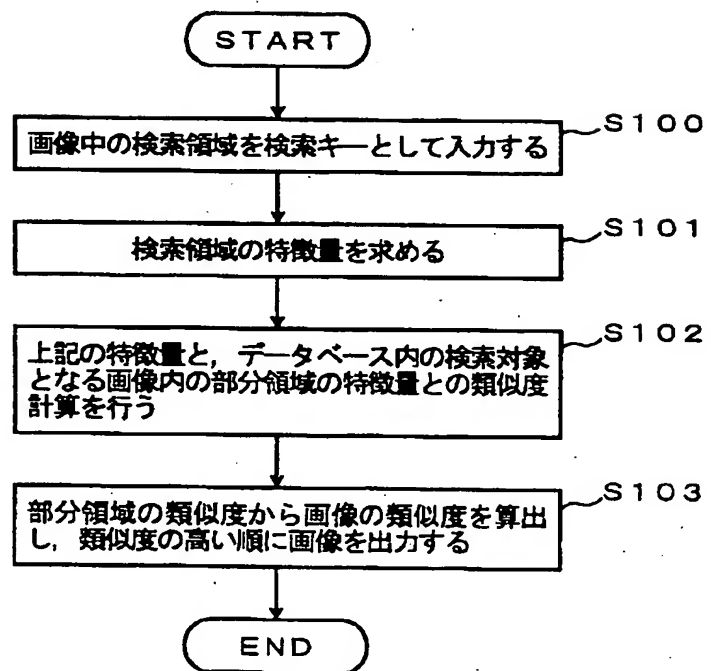 START
S100
画像中の検索領域を検索キーとして入力する
S101
検索領域の特徴量を求める
S102
上記の特徴量と，データベース内の検索対象
となる画像内の部分領域の特徴量との類似度
計算を行う
S103
部分領域の類似度から画像の類似度を算出
し，類似度の高い順に画像を出力する
END